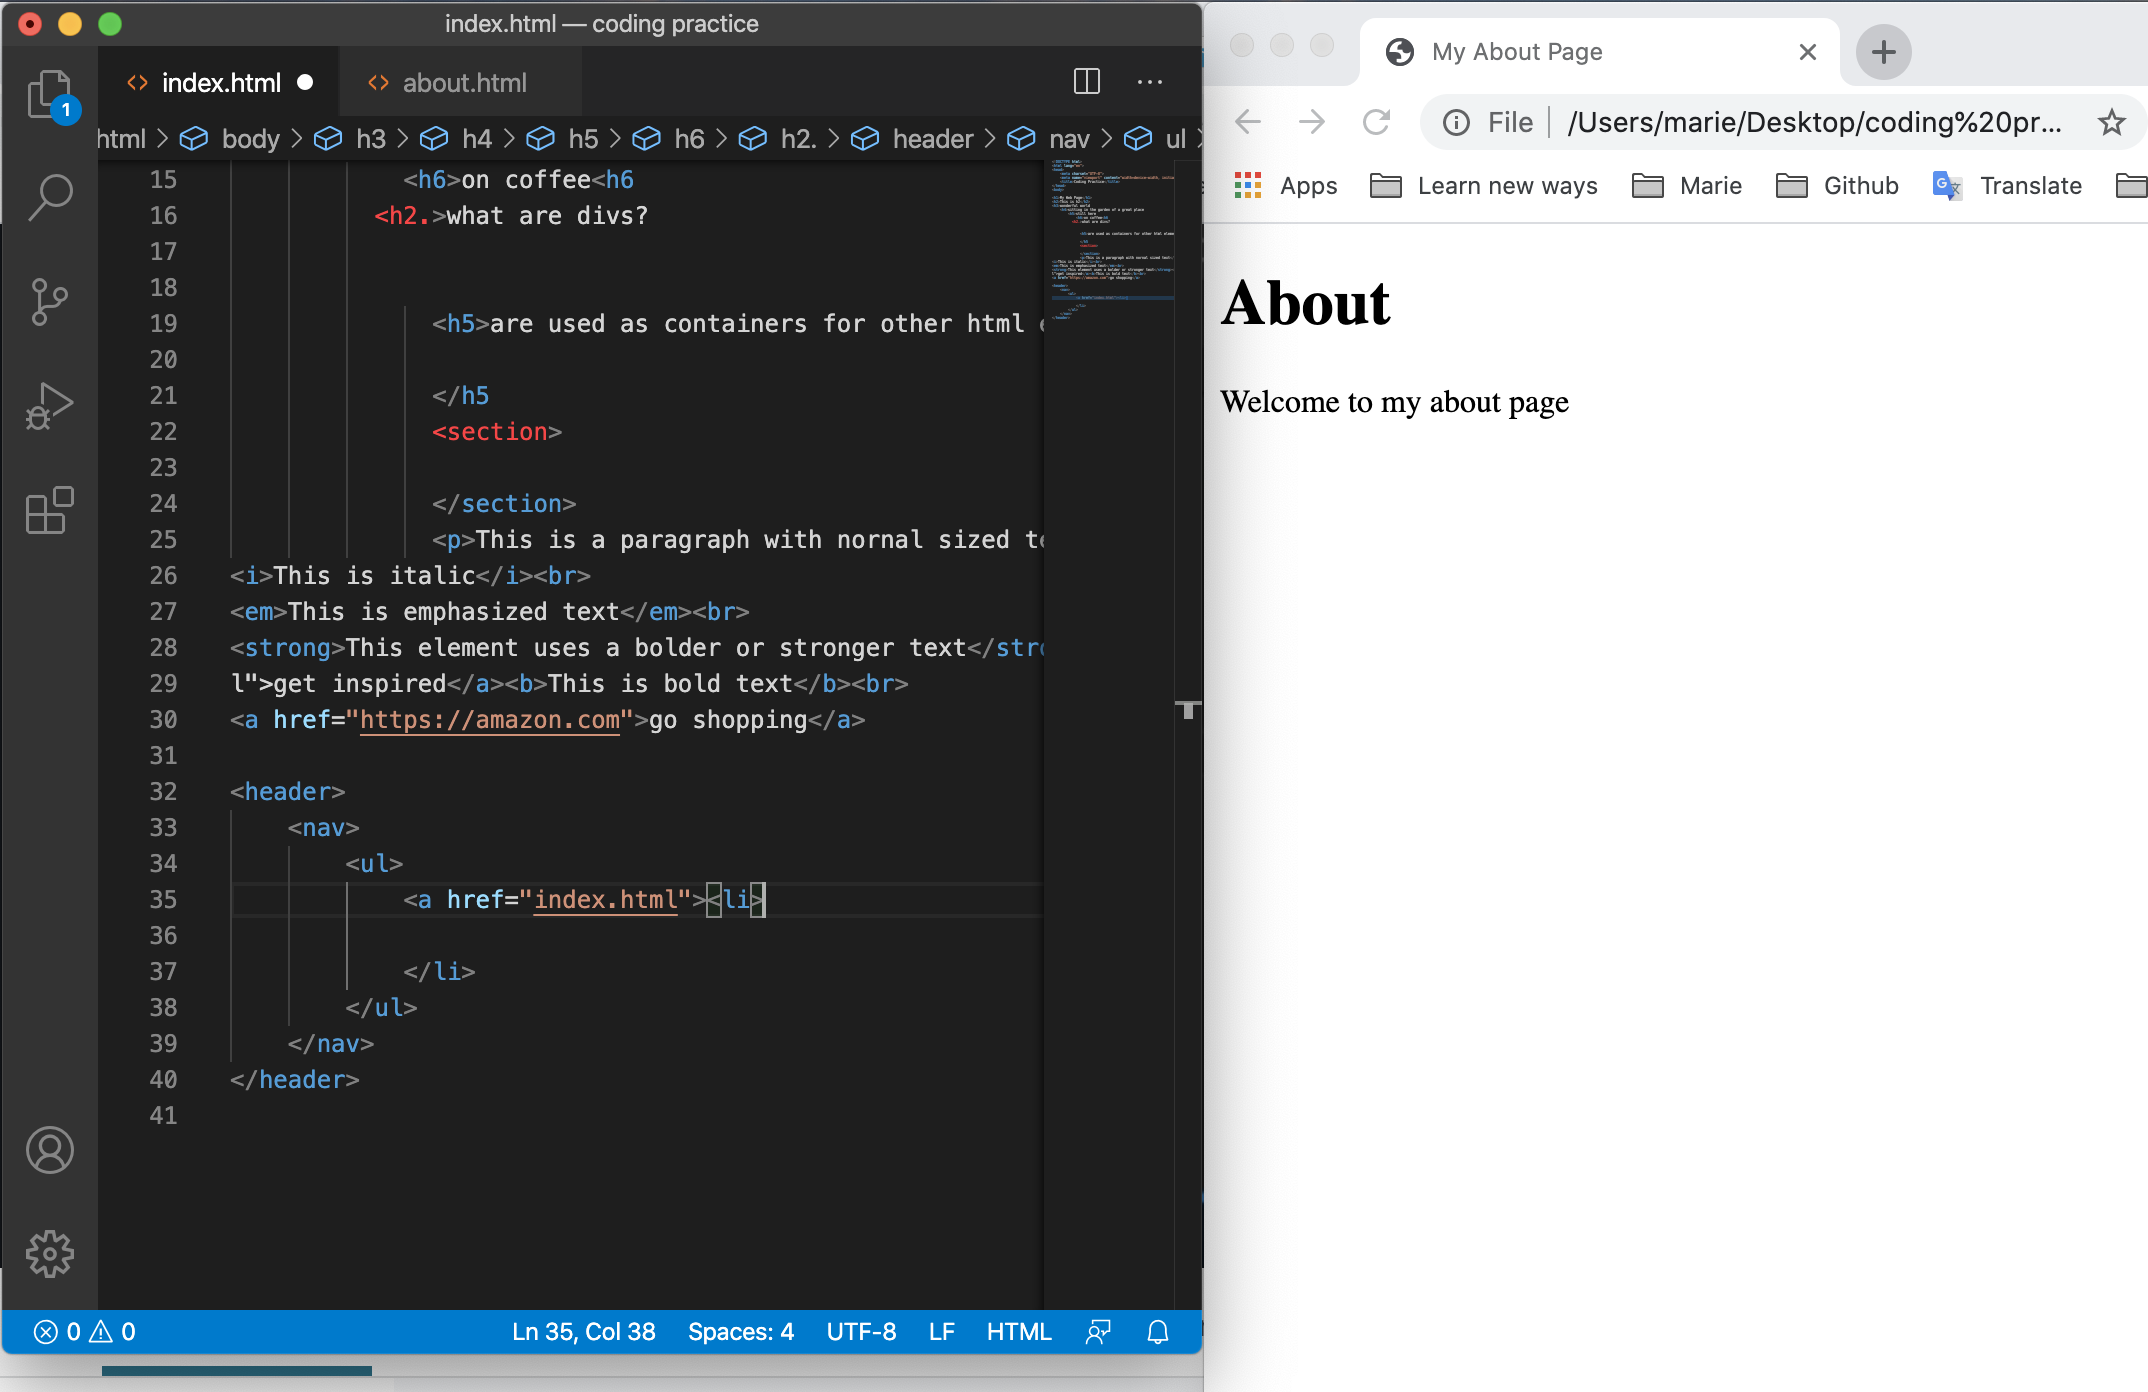 index.html — coding practice
index.html
about.html
1
html > body > h3 > h4 > h5 > h6 > h2. > header > nav > ul >
15 <h6>on coffee<h6
16 <h2.>what are divs?
17
18
19 <h5>are used as containers for other html e
20
21 </h5
22 <section>
23
24 </section>
25 <p>This is a paragraph with nornal sized te
26 <i>This is italic</i><br>
27 <em>This is emphasized text</em><br>
28 <strong>This element uses a bolder or stronger text</stro
29 l">get inspired</a><b>This is bold text</b><br>
30 <a href="https://amazon.com">go shopping</a>
31
32 <header>
33 <nav>
34 <ul>
35 <a href="index.html"><li>
36
37 </li>
38 </ul>
39 </nav>
40 </header>
41
0 0 Ln 35, Col 38 Spaces: 4 UTF-8 LF HTML
My About Page
File /Users/marie/Desktop/coding%20pr...
Apps Learn new ways Marie Github Translate
About
Welcome to my about page